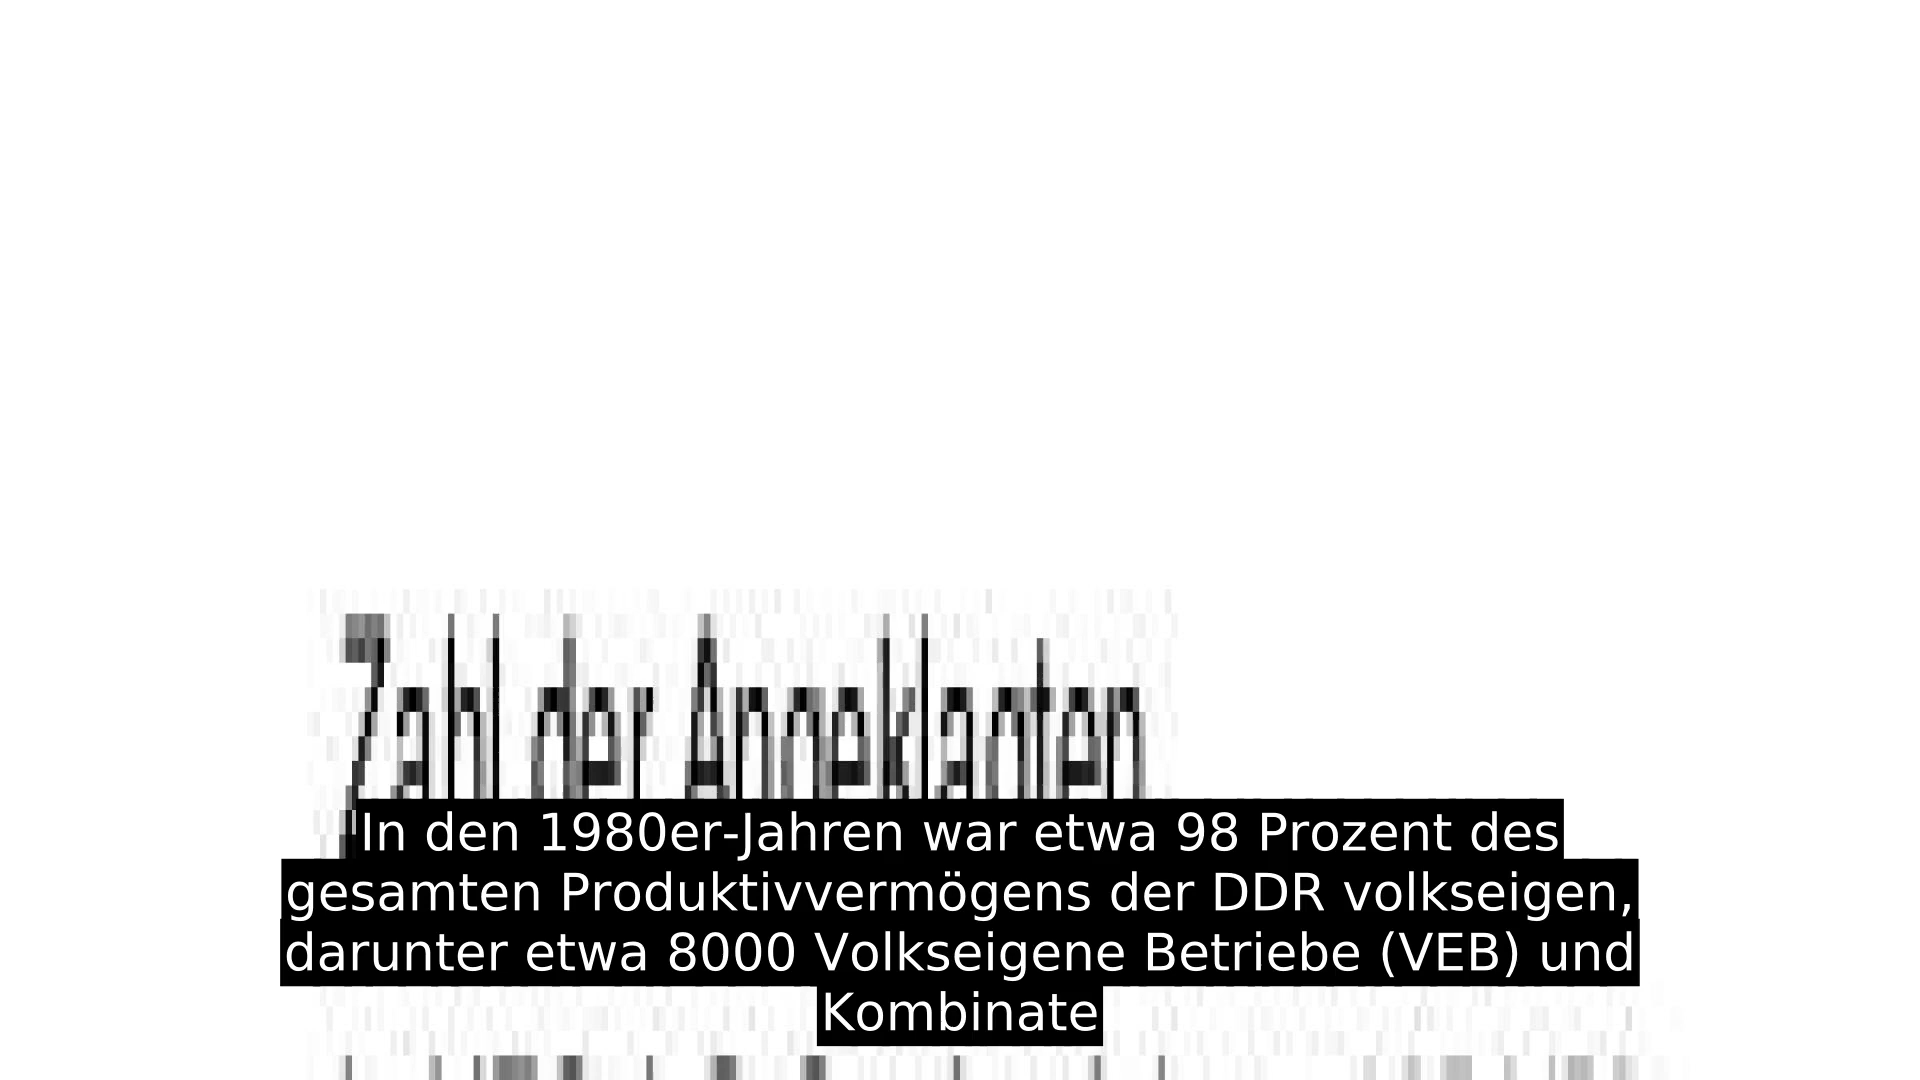 Zahl der Angeklagten
In den 1980er-Jahren war etwa 98 Prozent des
gesamten Produktivvermögens der DDR volkseigen,
darunter etwa 8000 Volkseigene Betriebe (VEB) und
Kombinate